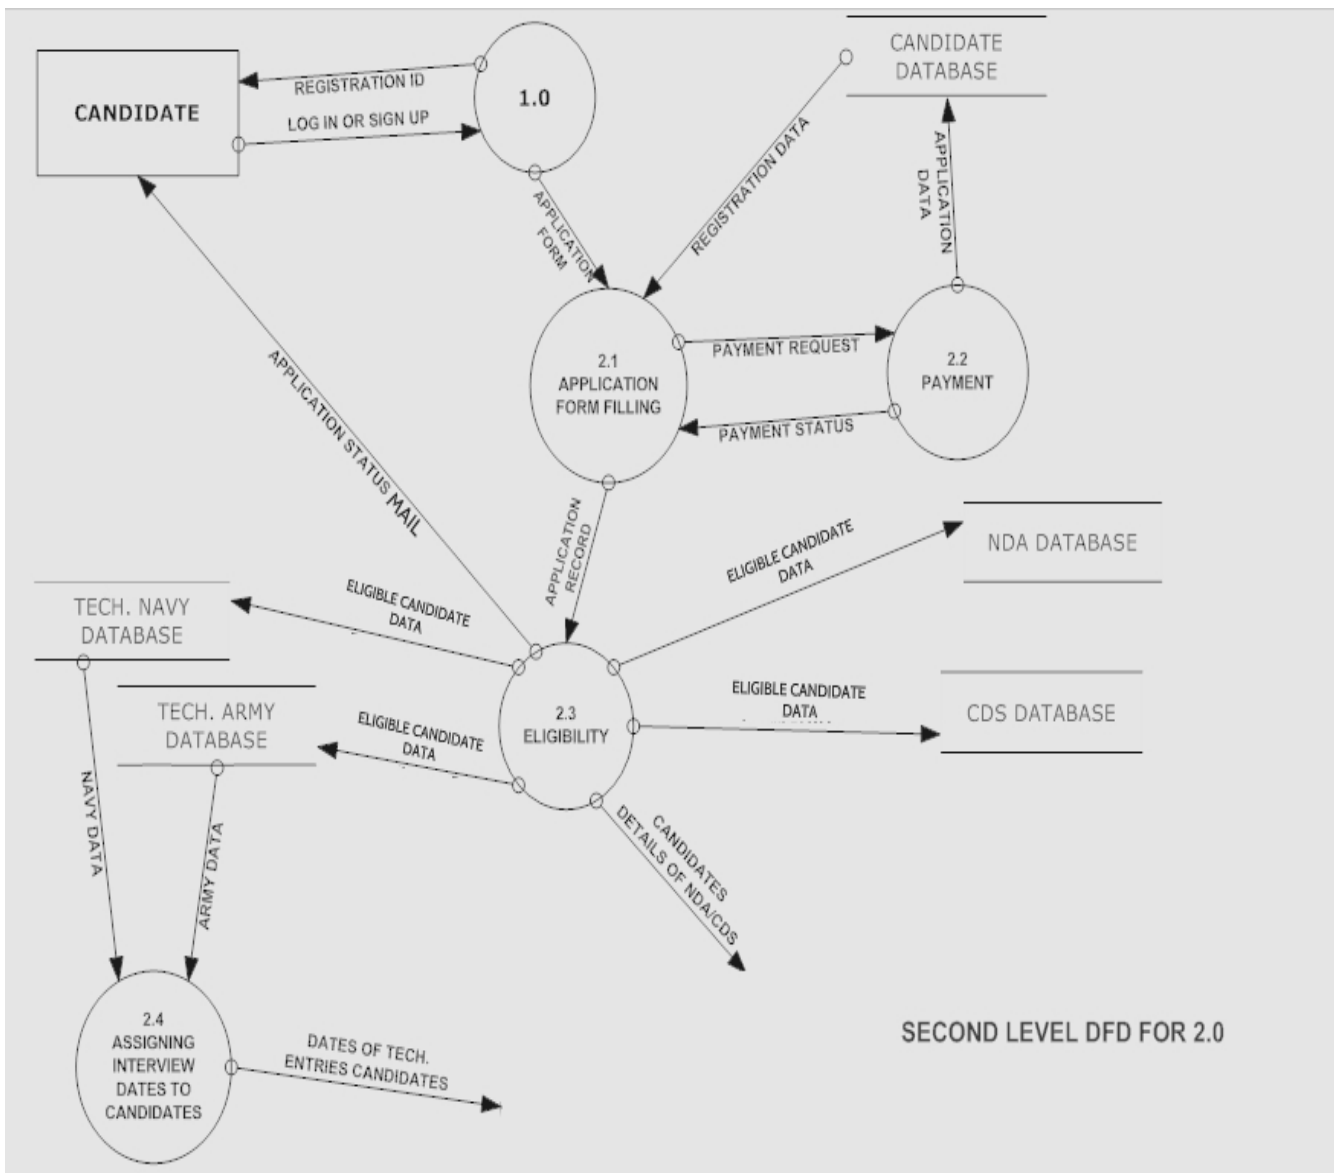 CANDIDATE
REGISTRATION ID
LOG IN OR SIGN UP
1.0
CANDIDATE
DATABASE
REGISTRATION DATA
APPLICATION
DATA
APPLICATION
FORM
2.1
APPLICATION
FORM FILLING
PAYMENT REQUEST
PAYMENT STATUS
2.2
PAYMENT
APPLICATION STATUS MAIL
APPLICATION
RECORD
ELIGIBLE CANDIDATE
DATA
NDA DATABASE
TECH. NAVY
DATABASE
ELIGIBLE CANDIDATE
DATA
TECH. ARMY
DATABASE
ELIGIBLE CANDIDATE
DATA
2.3
ELIGIBILITY
ELIGIBLE CANDIDATE
DATA
CDS DATABASE
NAVY DATA
ARMY DATA
CANDIDATES
DETAILS OF NDA/CDS
2.4
ASSIGNING
INTERVIEW
DATES TO
CANDIDATES
DATES OF TECH.
ENTRIES CANDIDATES
SECOND LEVEL DFD FOR 2.0